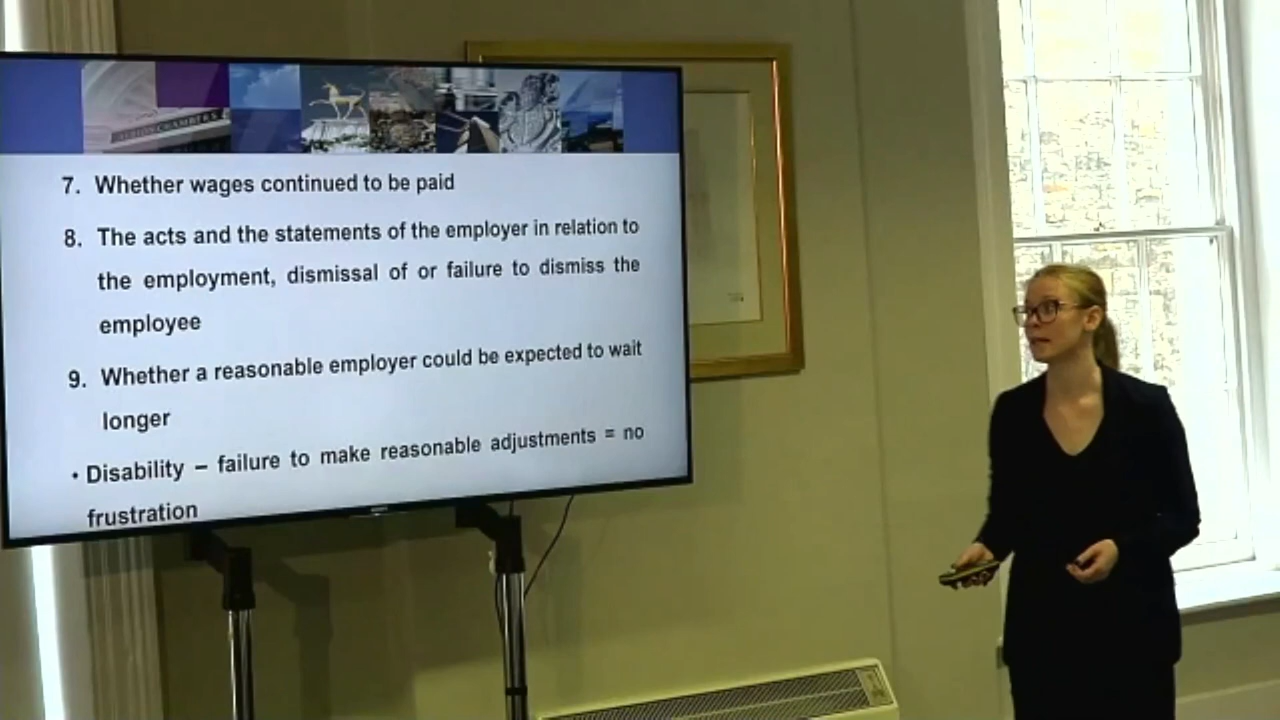 ALBION CHAMBERS
7. Whether wages continued to be paid
8. The acts and the statements of the employer in relation to
the employment, dismissal of or failure to dismiss the
employee
9. Whether a reasonable employer could be expected to wait
longer
• Disability – failure to make reasonable adjustments = no
frustration